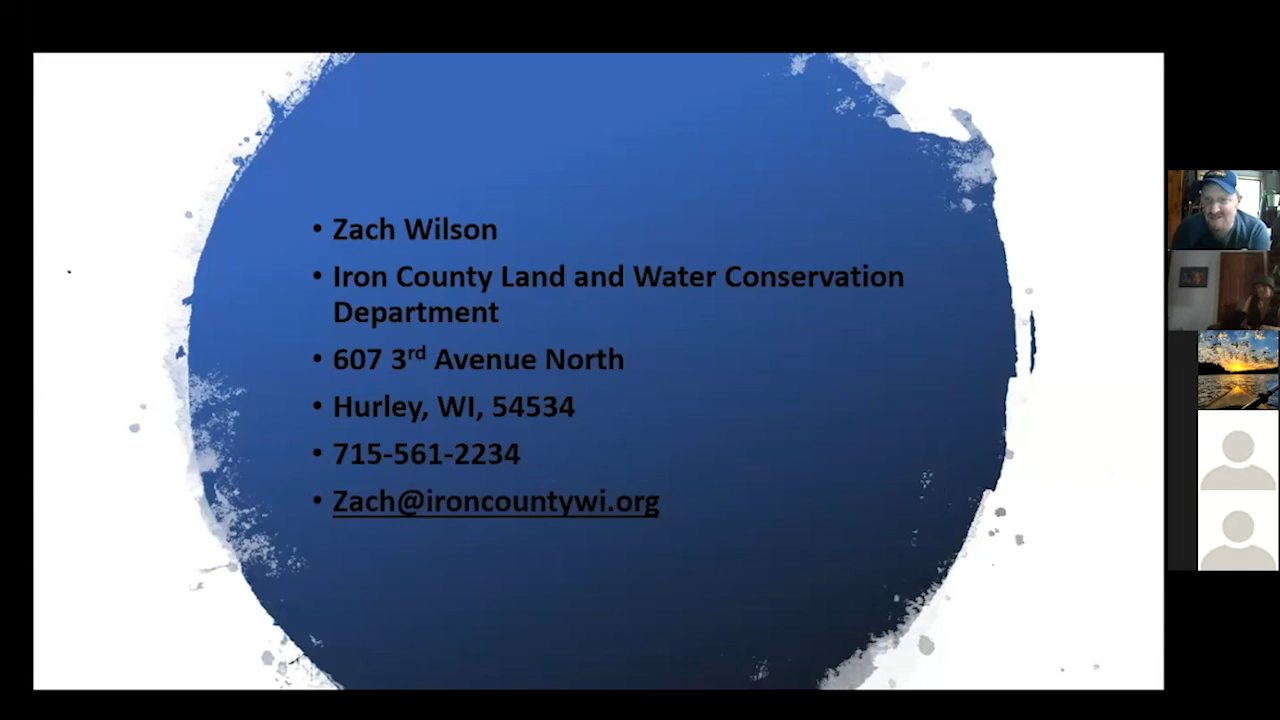 • Zach Wilson
• Iron County Land and Water Conservation
Department
• 607 3rd Avenue North
• Hurley, WI, 54534
• 715-561-2234
• Zach@ironcountywi.org